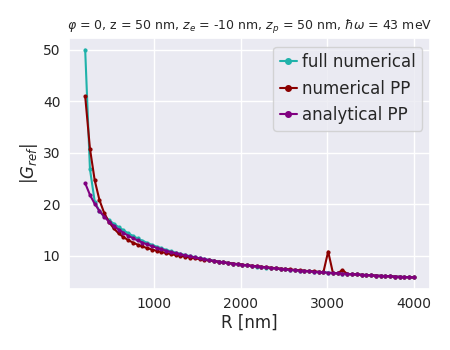 φ = 0, z = 50 nm, z_e = -10 nm, z_p = 50 nm, ℏω = 43 meV
50
40
30
20
10
|G_ref|
full numerical
numerical PP
analytical PP
1000
2000
3000
4000
R [nm]